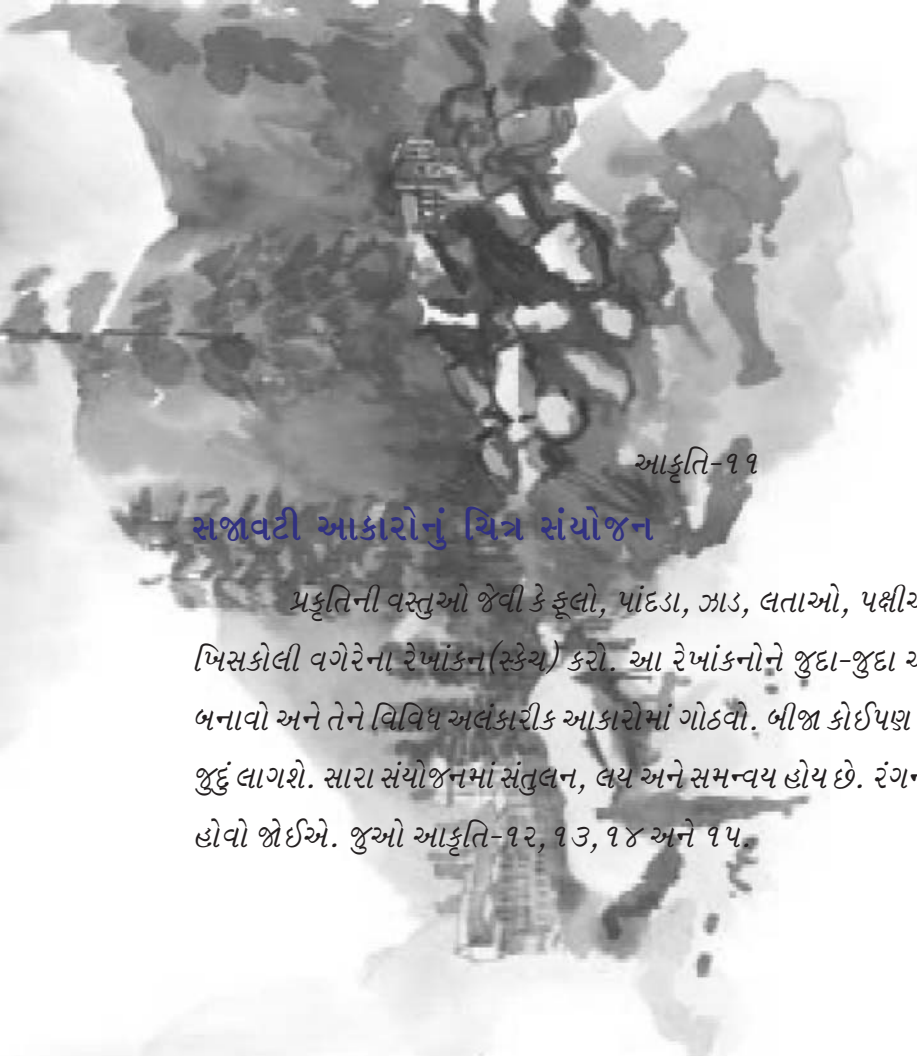 આકૃતિ-૧૧
સજાવટી આકારોનું ચિત્ર સંયોજન
પ્રકૃતિની વસ્તુઓ જેવી કે ફૂલો, પાંદડા, ઝાડ, લતાઓ,
ખિસકોલી વગેરેના રેખાંકન(સ્કેચ) કરો. આ રેખાંકનોને જુદા-જુદા
બનાવો અને તેને વિવિધ અલંકારીક આકારોમાં ગોઠવો. બીજા કોઈપણ
જુદું લાગશે. સારા સંયોજનમાં સંતુલન, લય અને સમન્વય હોય છે.
હોવો જોઈએ. જુઓ આકૃતિ-૧૨, ૧૩, ૧૪ અને ૧૫.